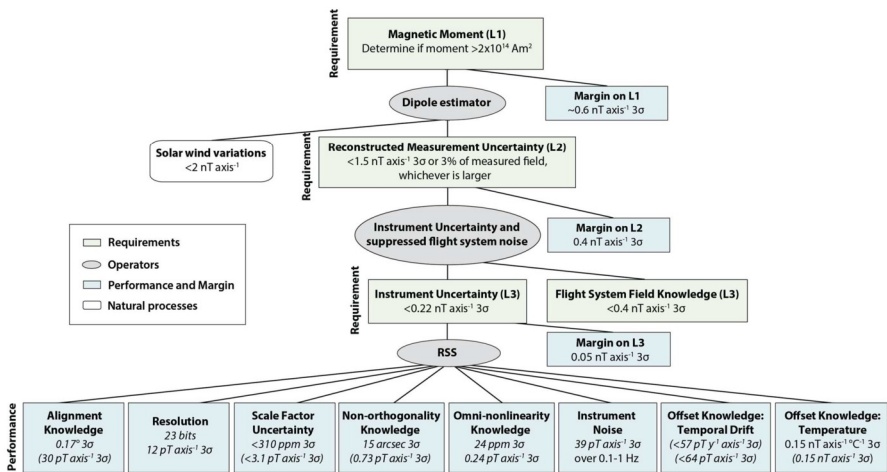 Requirement
Magnetic Moment (L1)
Determine if moment >2x10¹⁴ Am²
Dipole estimator
Margin on L1
~0.6 nT axis⁻¹ 3σ
Solar wind variations
<2 nT axis⁻¹
Requirement
Reconstructed Measurement Uncertainty (L2)
<1.5 nT axis⁻¹ 3σ or 3% of measured field,
whichever is larger
Instrument Uncertainty and
suppressed flight system noise
Margin on L2
0.4 nT axis⁻¹ 3σ
Requirements
Operators
Performance and Margin
Natural processes
Requirement
Instrument Uncertainty (L3)
<0.22 nT axis⁻¹ 3σ
Flight System Field Knowledge (L3)
<0.4 nT axis⁻¹ 3σ
RSS
Margin on L3
0.05 nT axis⁻¹ 3σ
Performance
Alignment
Knowledge
0.17° 3σ
(30 pT axis⁻¹ 3σ)
Resolution
23 bits
12 pT axis⁻¹ 3σ
Scale Factor
Uncertainty
<310 ppm 3σ
(<3.1 pT axis⁻¹ 3σ)
Non-orthogonality
Knowledge
15 arcsec 3σ
(0.73 pT axis⁻¹ 3σ)
Omni-nonlinearity
Knowledge
24 ppm 3σ
0.24 pT axis⁻¹ 3σ
Instrument
Noise
39 pT axis⁻¹ 3σ
over 0.1-1 Hz
Offset Knowledge:
Temporal Drift
(<57 pT y⁻¹ axis⁻¹ 3σ)
(<64 pT axis⁻¹ 3σ)
Offset Knowledge:
Temperature
0.15 nT axis⁻¹ °C⁻¹ 3σ
(0.15 nT axis⁻¹ 3σ)